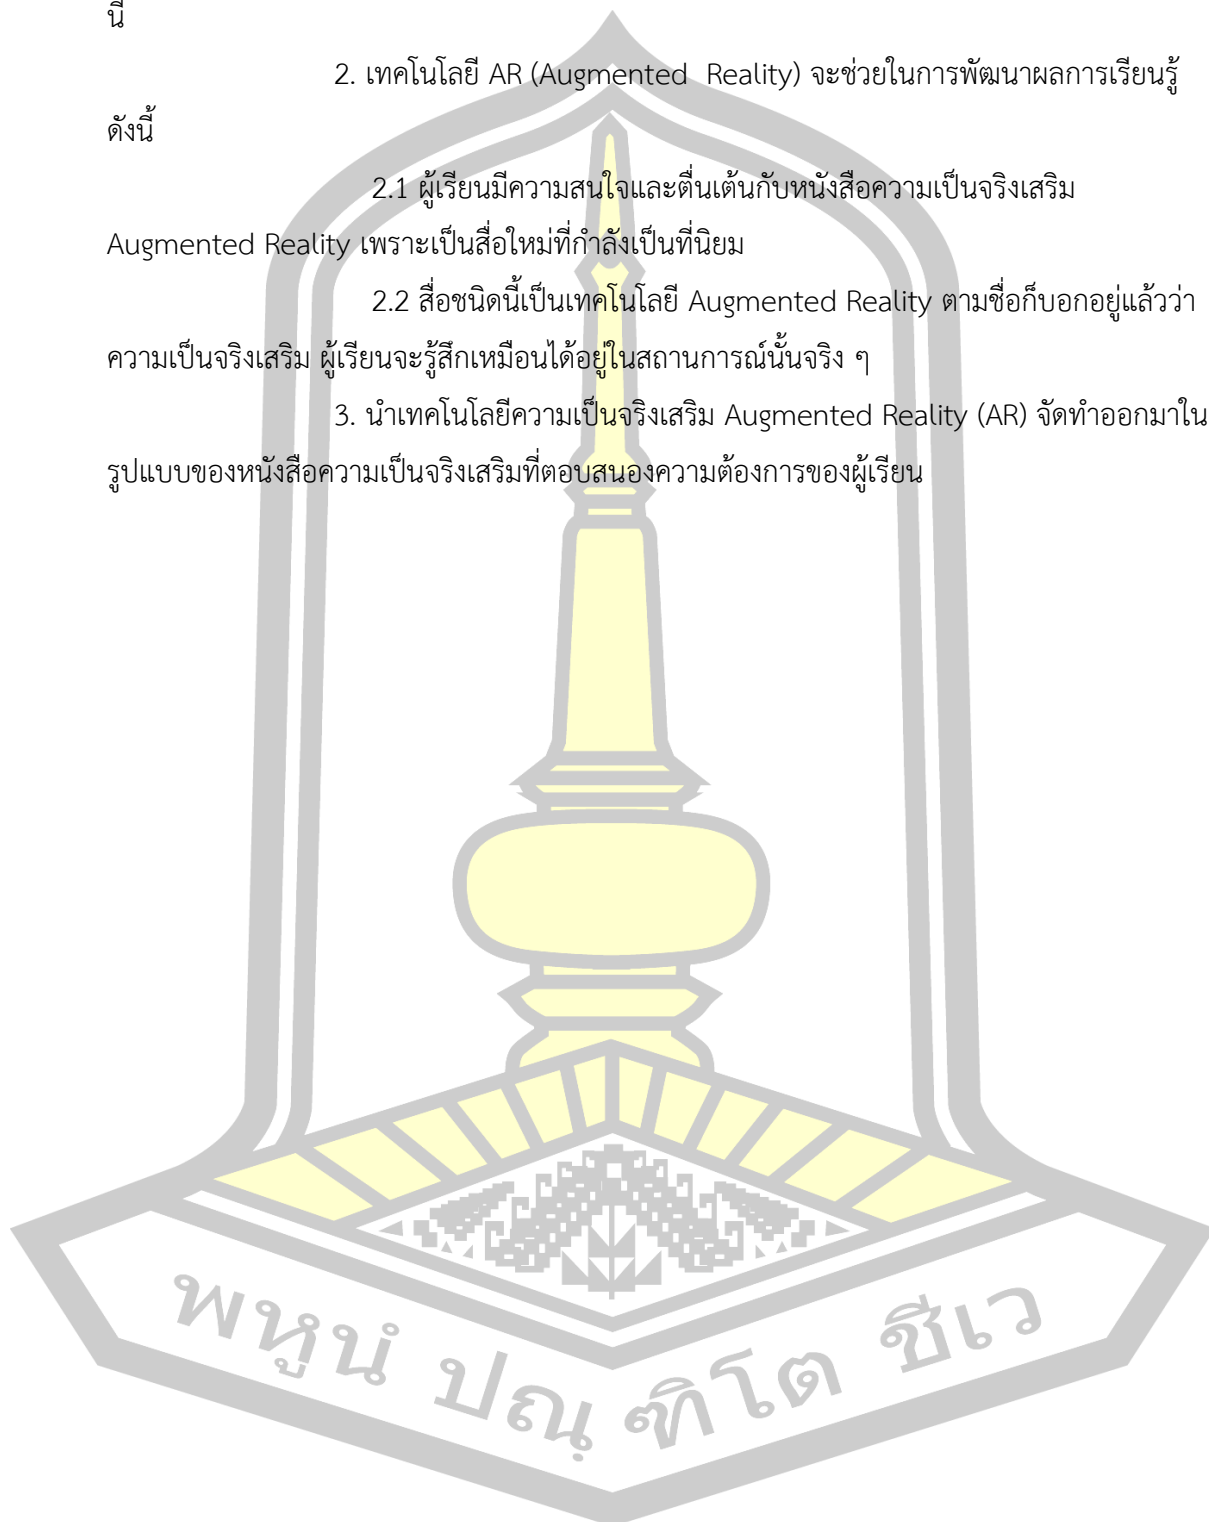 นี้
2. เทคโนโลยี AR (Augmented Reality) จะช่วยในการพัฒนาผลการเรียนรู้
ดังนี้
2.1 ผู้เรียนมีความสนใจและตื่นเต้นกับหนังสือความเป็นจริงเสริม
Augmented Reality เพราะเป็นสื่อใหม่ที่กำลังเป็นที่นิยม
2.2 สื่อชนิดนี้เป็นเทคโนโลยี Augmented Reality ตามชื่อก็บอกอยู่แล้วว่า
ความเป็นจริงเสริม ผู้เรียนจะรู้สึกเหมือนได้อยู่ในสถานการณ์นั้นจริง ๆ
3. นำเทคโนโลยีความเป็นจริงเสริม Augmented Reality (AR) จัดทำออกมาใน
รูปแบบของหนังสือความเป็นจริงเสริมที่ตอบสนองความต้องการของผู้เรียน
พหูนํ ปณฺ ฑิโต ชีเว